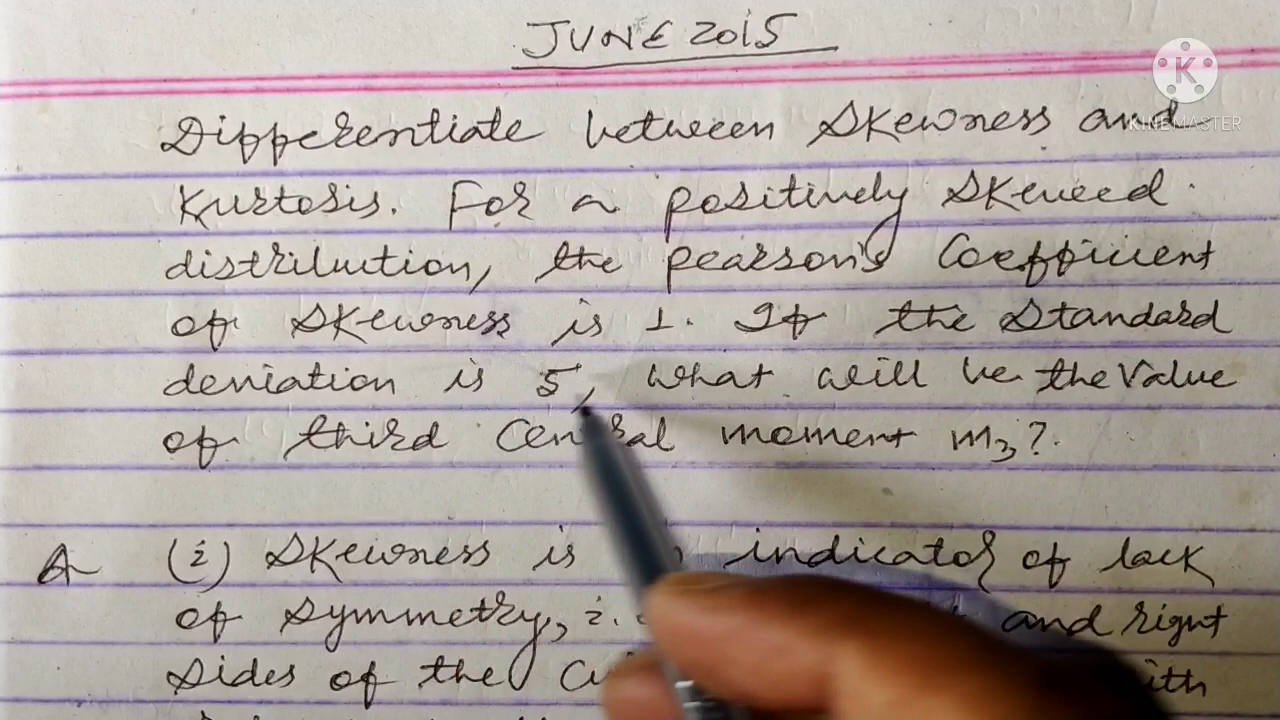 JUNE 2015
K
KINEMASTER
Differentiate between Skewness and
Kurtosis. For a positively skewed
distribution, the pearson's Coefficient
of skewness is 1. If the standard
deviation is 5, what will be the value
of third Central moment m3?
A (i) Skewness is indicator of lack
of symmetry, i. and right
sides of the